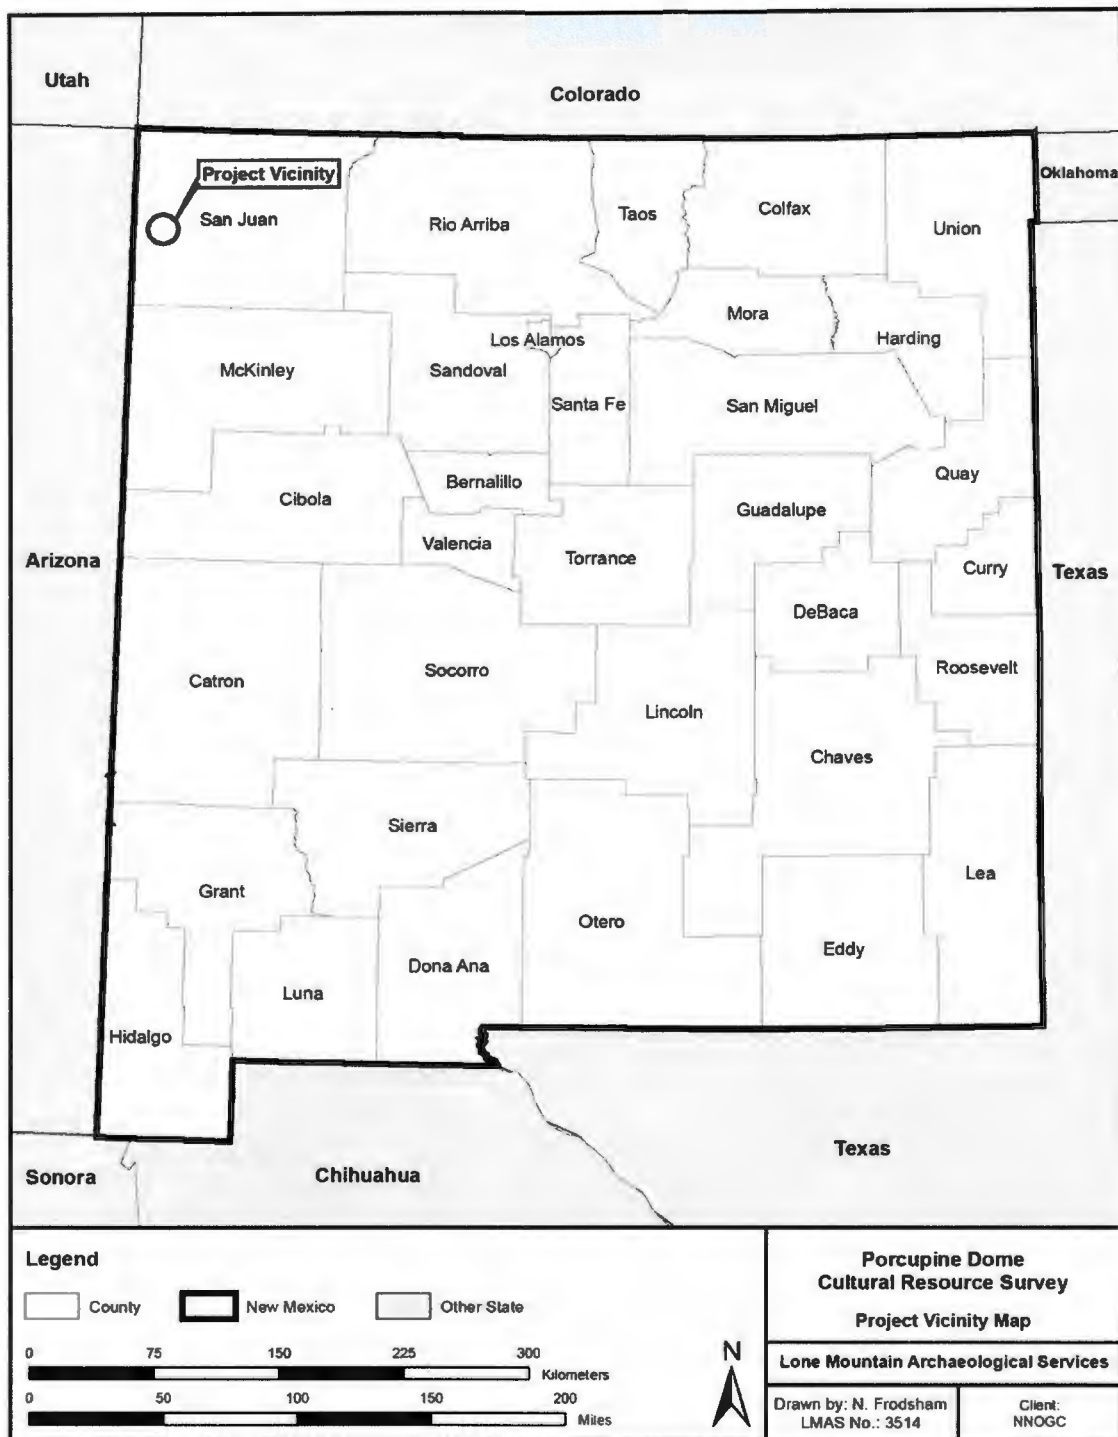 Utah
Colorado
Oklahoma
Project Vicinity
San Juan
Rio Arriba
Taos
Colfax
Union
Mora
Harding
Los Alamos
McKinley
Sandoval
Santa Fe
San Miguel
Quay
Bernalillo
Cibola
Guadalupe
Valencia
Torrance
Curry
Arizona
Texas
DeBaca
Roosevelt
Catron
Socorro
Lincoln
Chaves
Sierra
Grant
Lea
Otero
Eddy
Dona Ana
Luna
Hidalgo
Texas
Sonora
Chihuahua
Legend
County
New Mexico
Other State
0 75 150 225 300
Kilometers
0 50 100 150 200
Miles
N
Porcupine Dome
Cultural Resource Survey
Project Vicinity Map
Lone Mountain Archaeological Services
Drawn by: N. Frodsham
LMAS No.: 3514
Client:
NNOGC